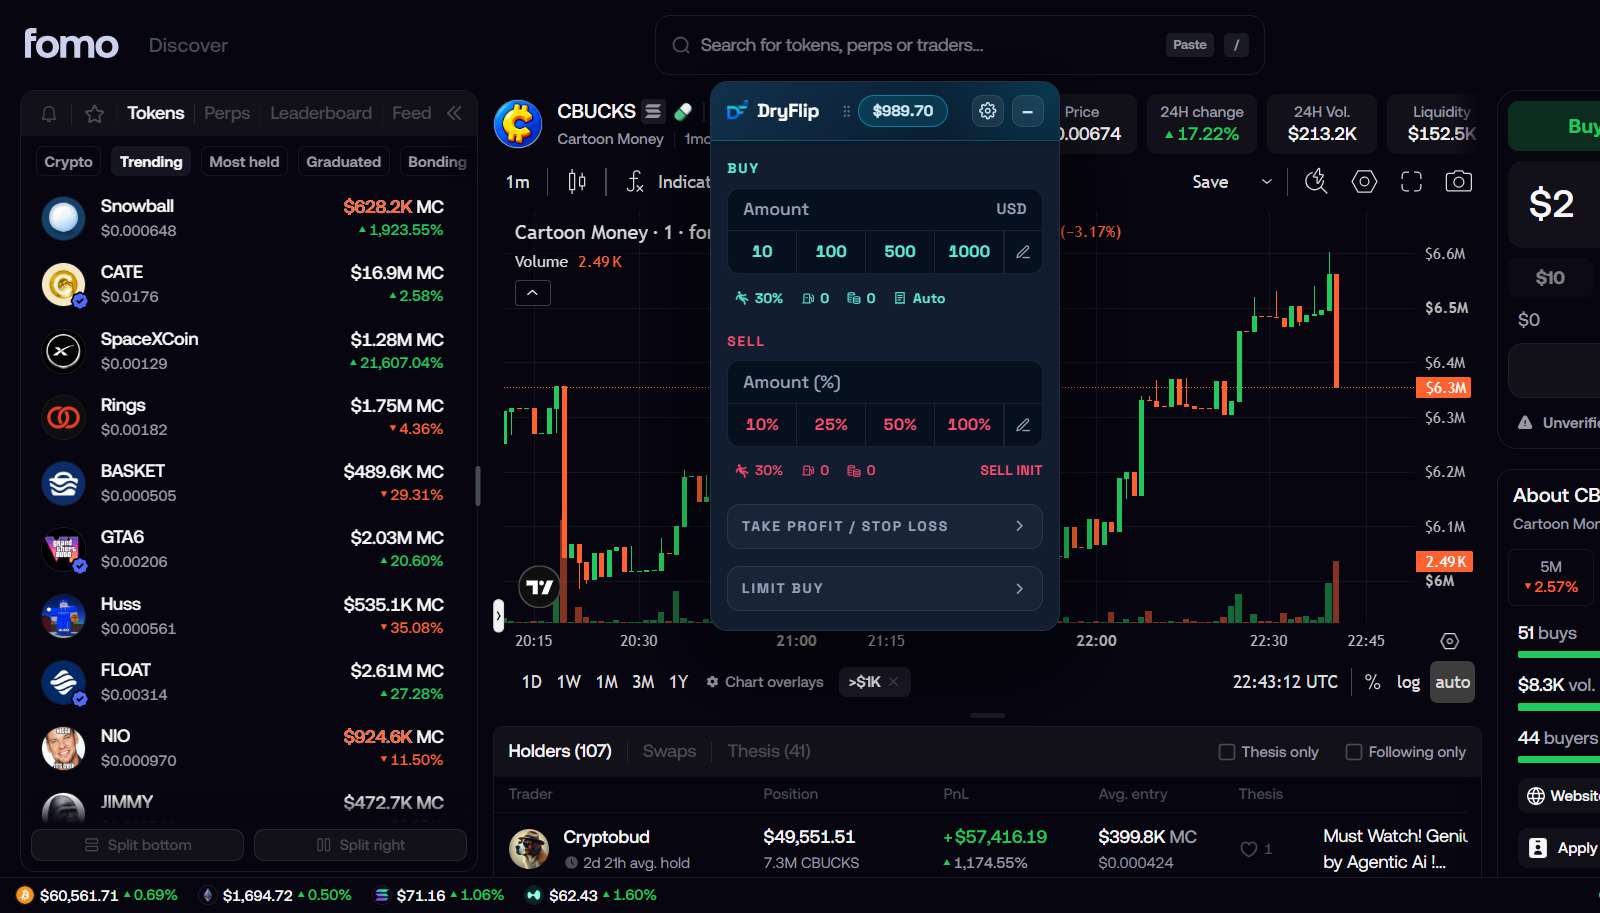 fomo
Discover
Search for tokens, perps or traders...
Paste
/
Tokens
Perps
Leaderboard
Feed
Crypto
Trending
Most held
Graduated
Bonding
Snowball
$628.2K MC
$0.000648
1,923.55%
CATE
$16.9M MC
$0.0176
2.58%
SpaceXCoin
$1.28M MC
$0.00129
21,607.04%
Rings
$1.75M MC
$0.00182
4.36%
BASKET
$489.6K MC
$0.000505
29.31%
GTA6
$2.03M MC
$0.00206
20.60%
Huss
$535.1K MC
$0.000561
35.08%
FLOAT
$2.61M MC
$0.00314
27.28%
NIO
$924.6K MC
$0.000970
11.50%
JIMMY
$472.7K MC
Split bottom
Split right
CBUCKS
Cartoon Money
1mo
Price
0.00674
24H change
17.22%
24H Vol.
$213.2K
Liquidity
$152.5K
1m
Indicat
Save
Cartoon Money · 1 · for
(−3.17%)
Volume 2.49 K
DryFlip
$989.70
BUY
Amount
USD
10
100
500
1000
30%
0
0
Auto
SELL
Amount (%)
10%
25%
50%
100%
30%
0
0
SELL INIT
TAKE PROFIT / STOP LOSS
LIMIT BUY
$6.6M
$6.5M
$6.4M
$6.3M
$6.3M
$6.2M
$6.1M
2.49 K
$6M
20:15
20:30
21:00
21:15
22:00
22:30
22:45
1D
1W
1M
3M
1Y
Chart overlays
>$1K
22:43:12 UTC
%
log
auto
Holders (107)
Swaps
Thesis (41)
Thesis only
Following only
Trader
Position
PnL
Avg. entry
Thesis
Cryptobud
2d 21h avg. hold
$49,551.51
7.3M CBUCKS
+$57,416.19
1,174.55%
$399.8K MC
$0.000424
1
Must Watch! Geniu
by Agentic Ai !...
Buy
$2
$10
$0
Unverifie
About CB
Cartoon Mon
5M
2.57%
51 buys
$8.3K vol.
44 buyers
Website
Apply
$60,561.71
0.69%
$1,694.72
0.50%
$71.16
1.06%
$62.43
1.60%